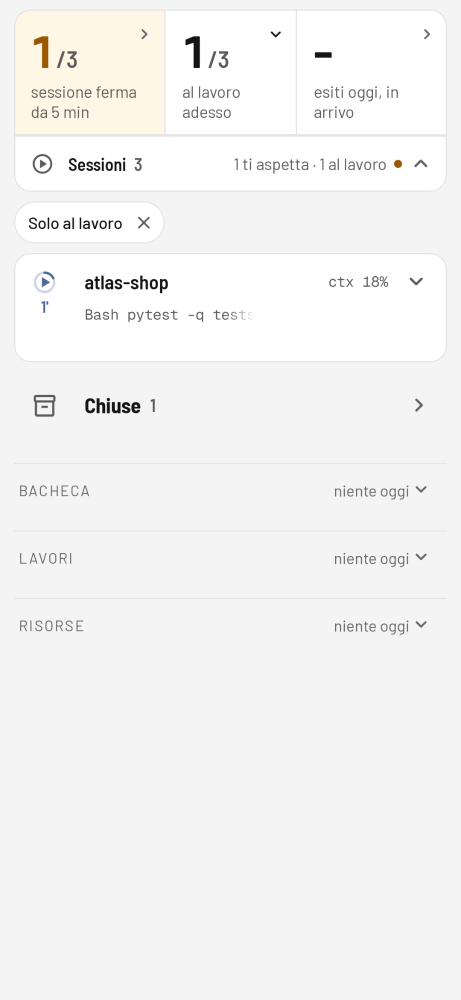 1/3
sessione ferma
da 5 min
1/3
al lavoro
adesso
–
esiti oggi, in
arrivo
Sessioni 3
1 ti aspetta · 1 al lavoro
Solo al lavoro
atlas-shop
ctx 18%
1'
Bash pytest -q tests
Chiuse 1
BACHECA
niente oggi
LAVORI
niente oggi
RISORSE
niente oggi